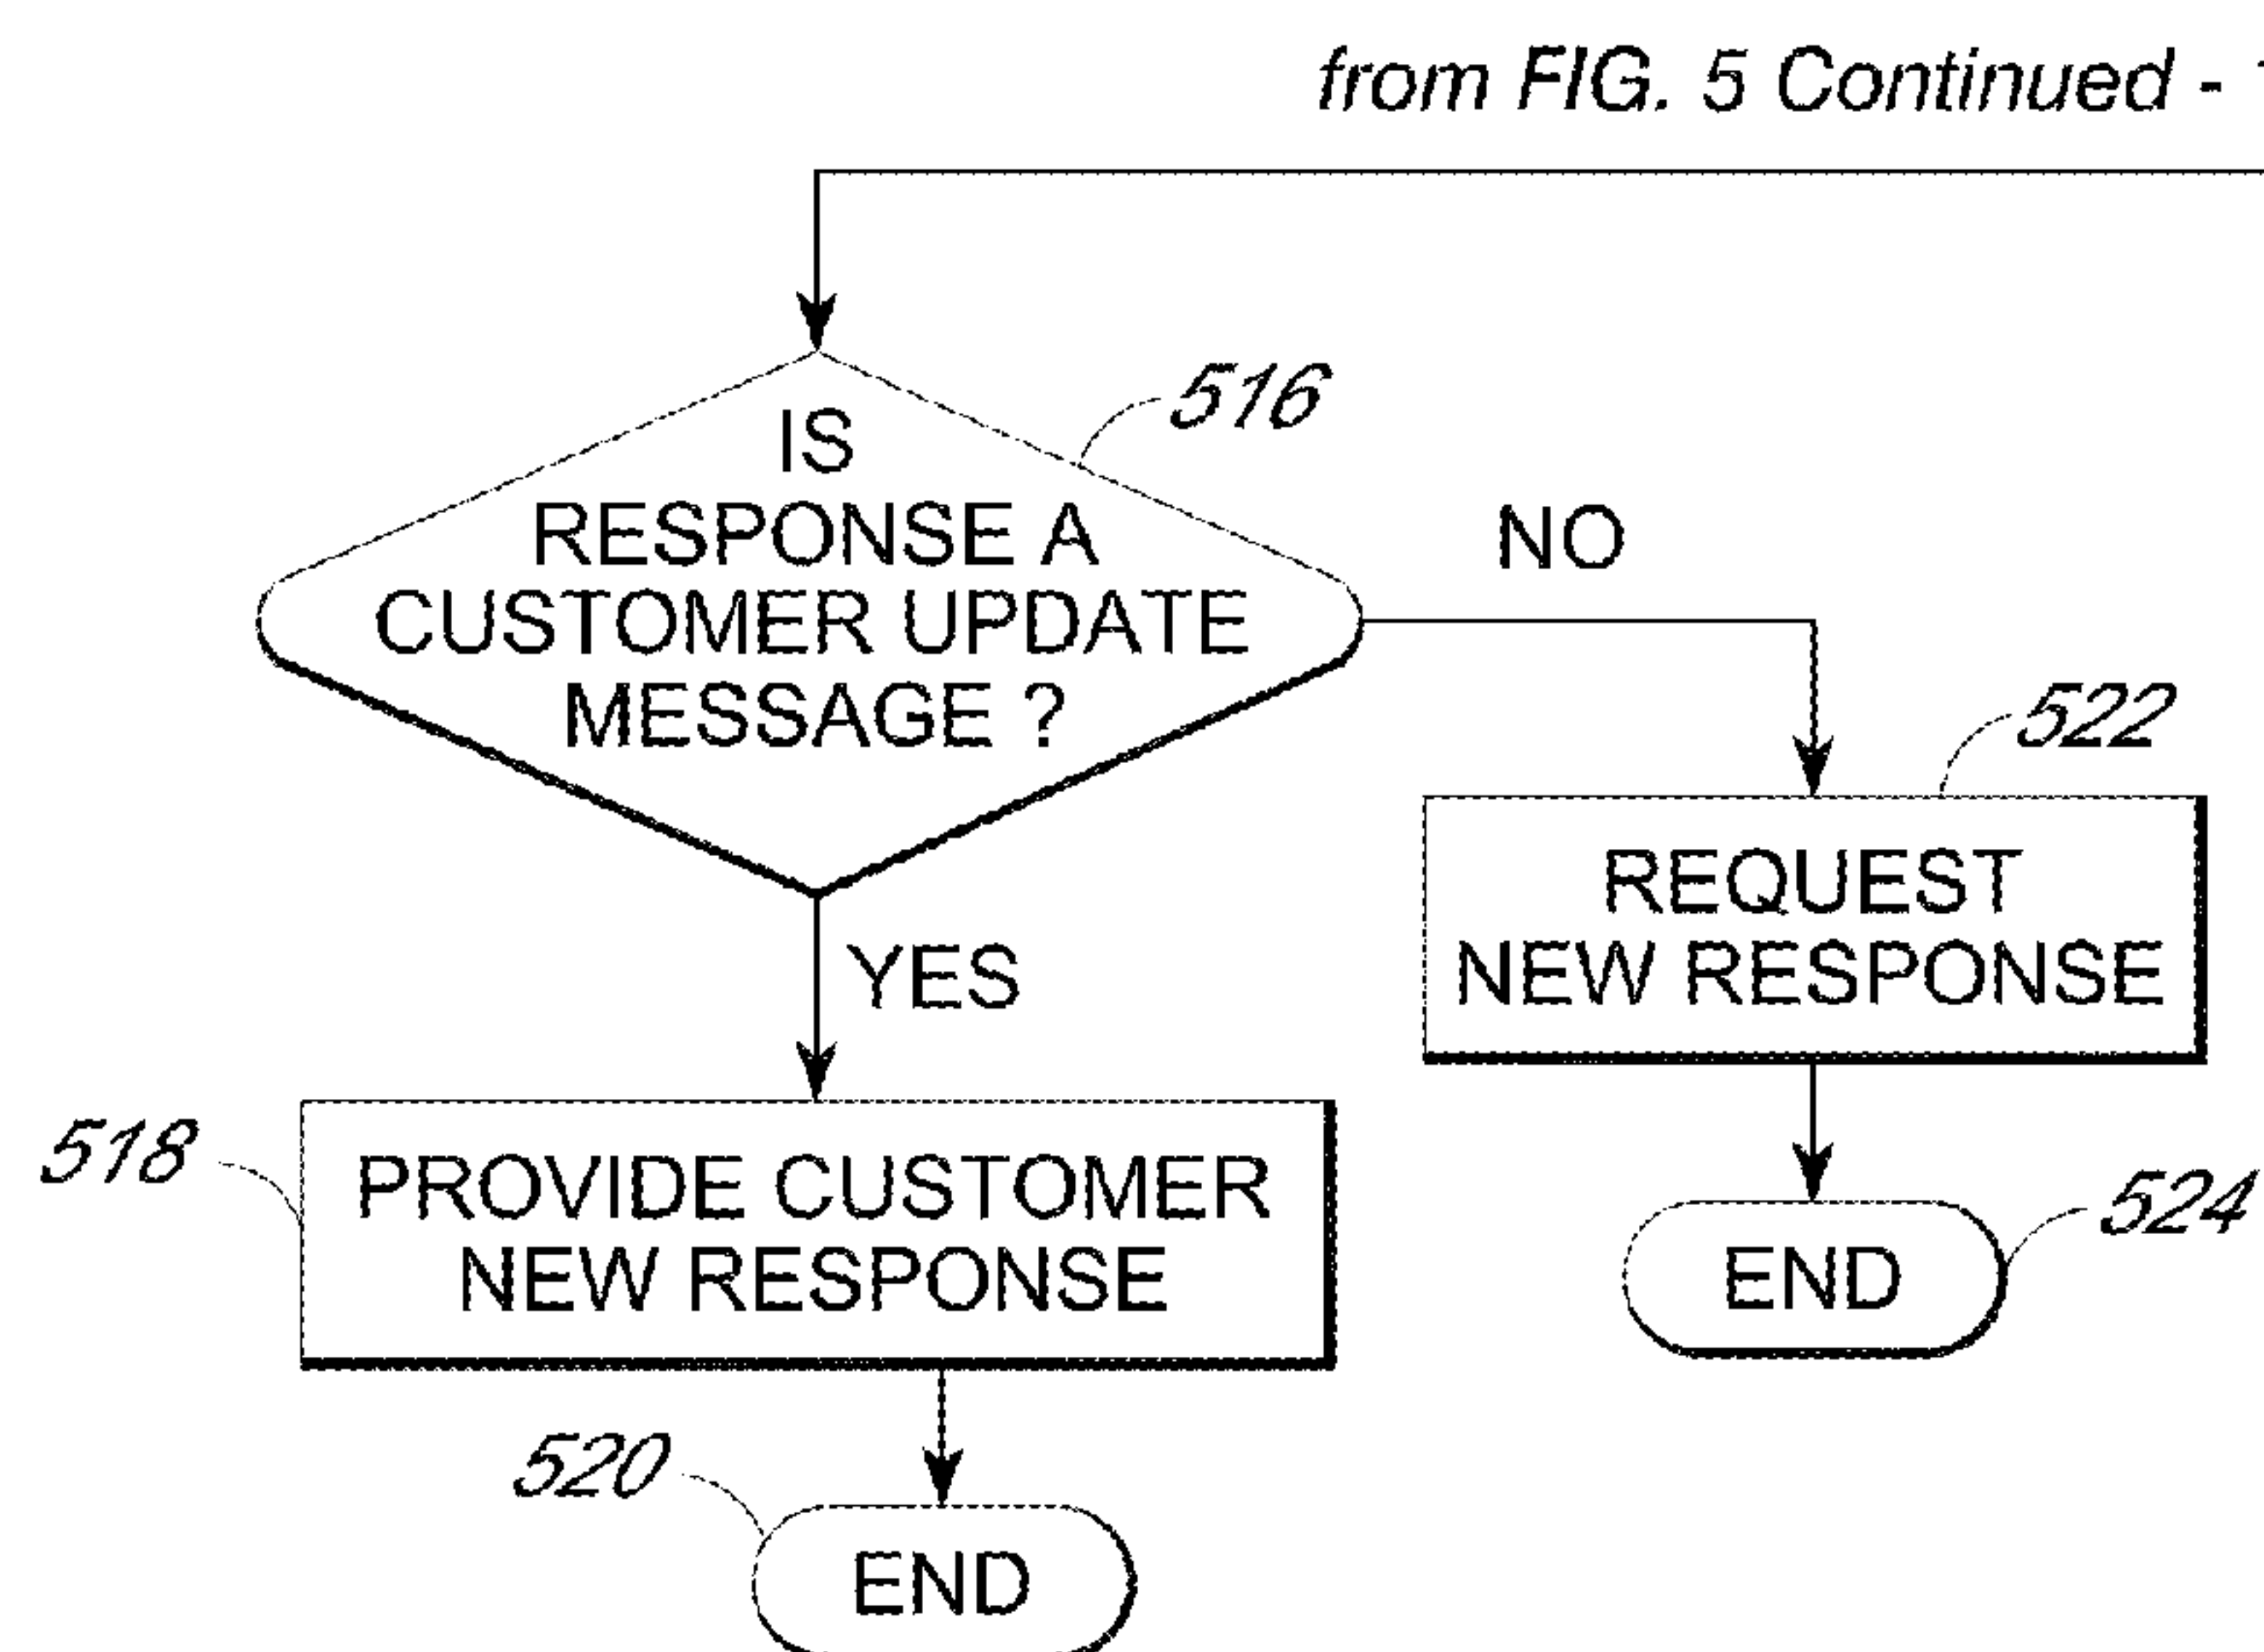 from FIG. 5 Continued -
516
IS
RESPONSE A
CUSTOMER UPDATE
MESSAGE ?
NO
522
REQUEST
NEW RESPONSE
YES
518
PROVIDE CUSTOMER
NEW RESPONSE
524
END
520
END